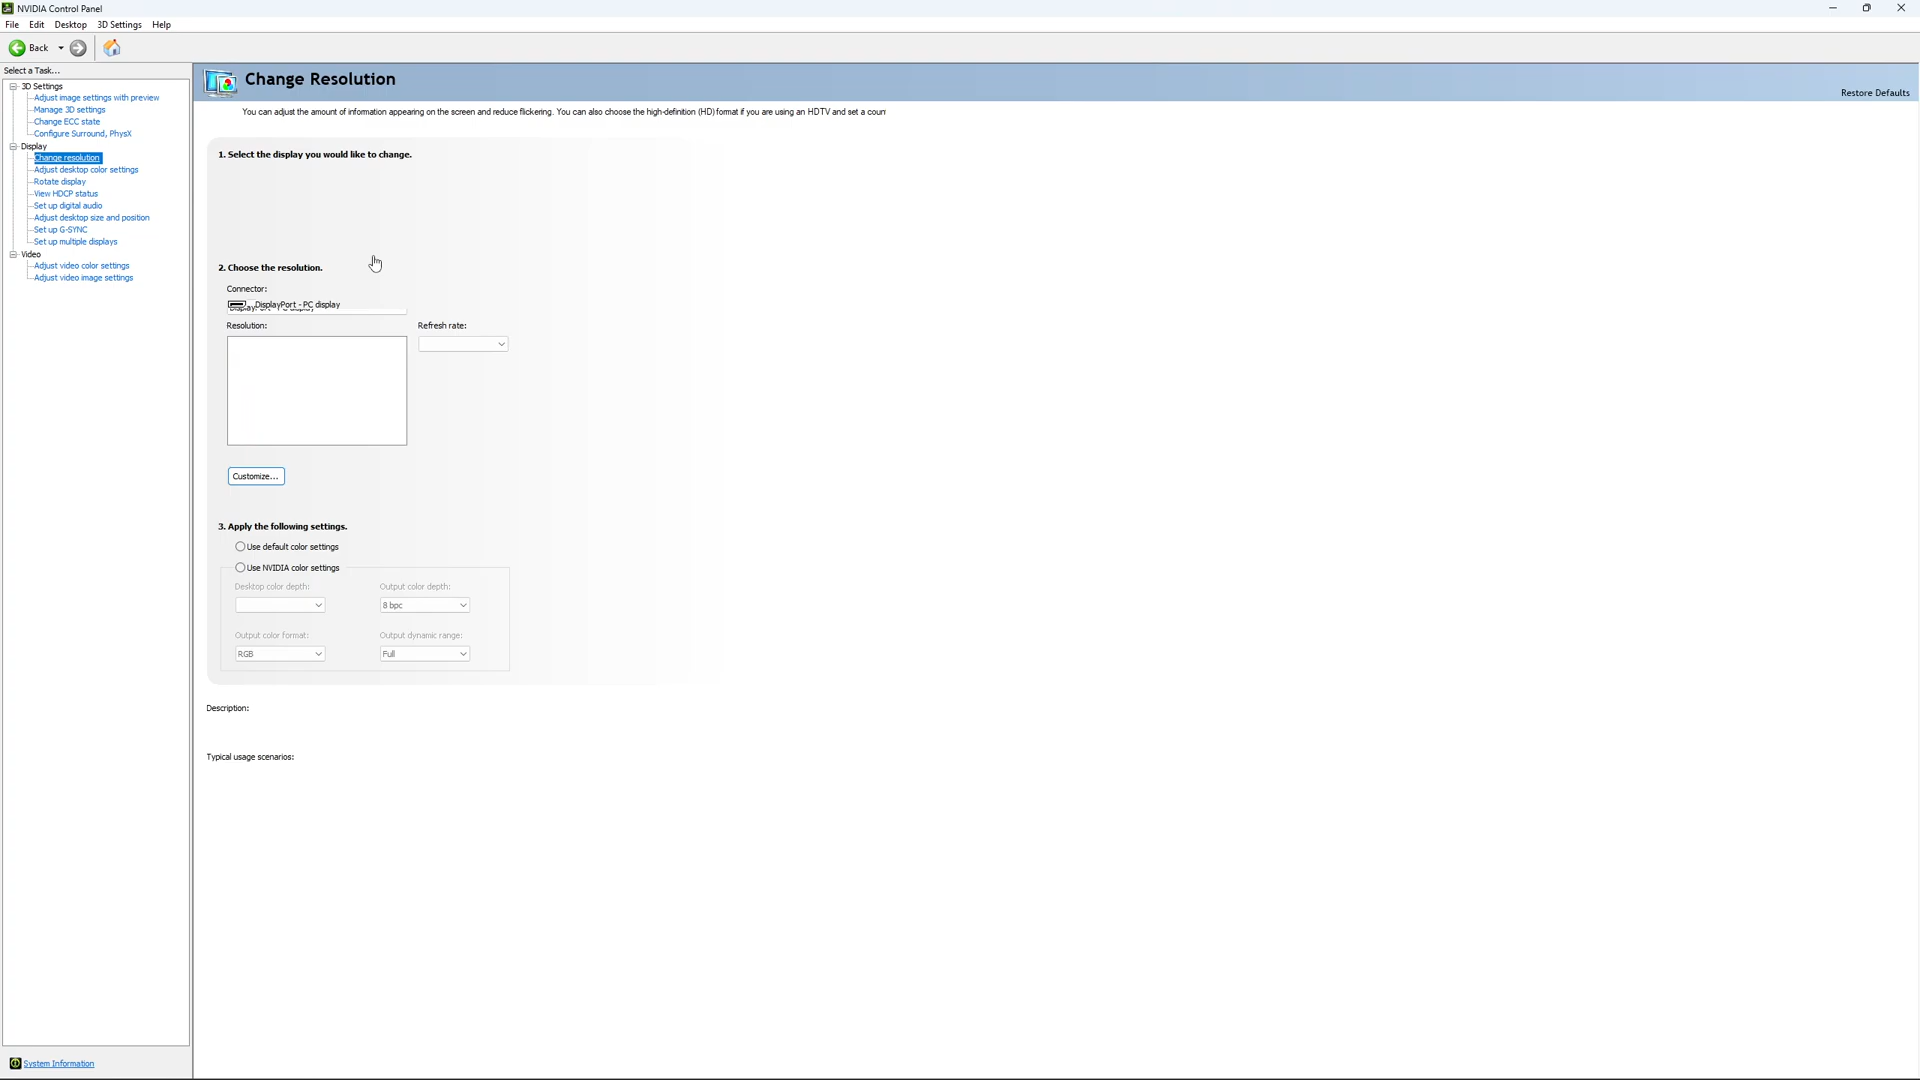 NVIDIA Control Panel
File Edit Desktop 3D Settings Help
Back
Select a Task...
3D Settings
Adjust image settings with preview
Manage 3D settings
Change ECC state
Configure Surround, PhysX
Display
Change resolution
Adjust desktop color settings
Rotate display
View HDCP status
Set up digital audio
Adjust desktop size and position
Set up G-SYNC
Set up multiple displays
Video
Adjust video color settings
Adjust video image settings
System Information
Change Resolution
Restore Defaults
You can adjust the amount of information appearing on the screen and reduce flickering. You can also choose the high-definition (HD) format if you are using an HDTV and set a coun
1. Select the display you would like to change.
2. Choose the resolution.
Connector:
DisplayPort - PC display
Resolution: Refresh rate:
Customize...
3. Apply the following settings.
Use default color settings
Use NVIDIA color settings
Desktop color depth: Output color depth:
8 bpc
Output color format: Output dynamic range:
RGB Full
Description:
Typical usage scenarios: